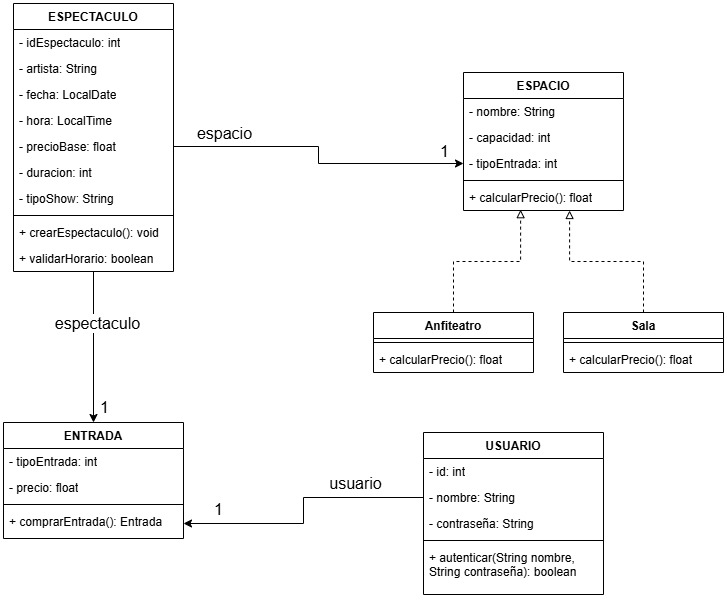 ESPECTACULO
- idEspectaculo: int
- artista: String
- fecha: LocalDate
- hora: LocalTime
- precioBase: float
- duracion: int
- tipoShow: String
+ crearEspectaculo(): void
+ validarHorario: boolean
espacio
1
ESPACIO
- nombre: String
- capacidad: int
- tipoEntrada: int
+ calcularPrecio(): float
Anfiteatro
+ calcularPrecio(): float
Sala
+ calcularPrecio(): float
espectaculo
1
ENTRADA
- tipoEntrada: int
- precio: float
+ comprarEntrada(): Entrada
usuario
1
USUARIO
- id: int
- nombre: String
- contraseña: String
+ autenticar(String nombre,
String contraseña): boolean